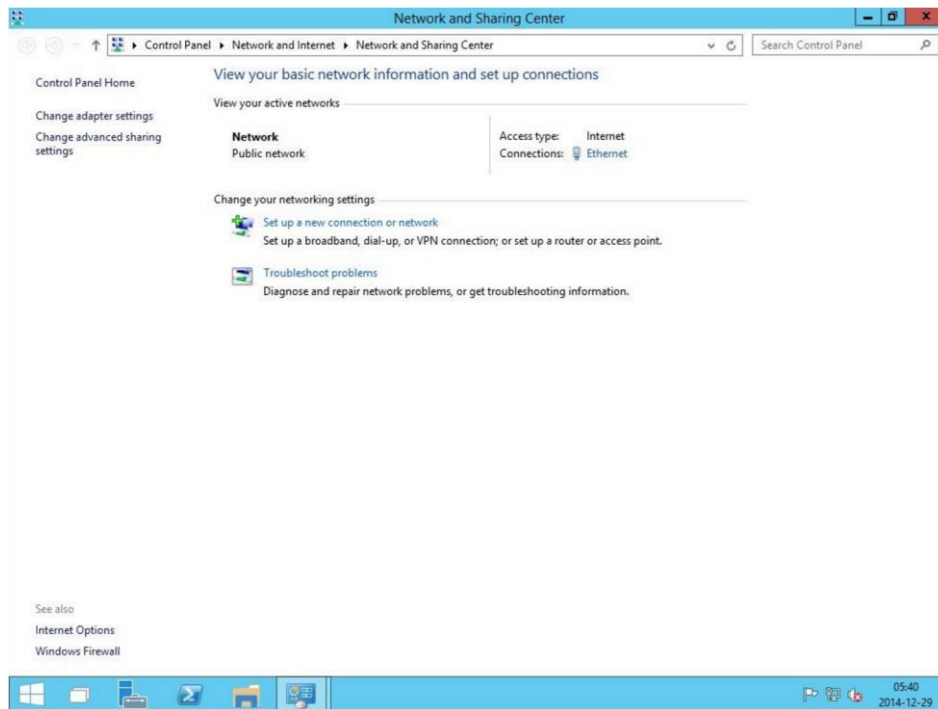 Network and Sharing Center
Control Panel Network and Internet Network and Sharing Center
Search Control Panel
Control Panel Home
Change adapter settings
Change advanced sharing
settings
View your basic network information and set up connections
View your active networks
Network
Public network
Access type: Internet
Connections: Ethernet
Change your networking settings
Set up a new connection or network
Set up a broadband, dial-up, or VPN connection; or set up a router or access point.
Troubleshoot problems
Diagnose and repair network problems, or get troubleshooting information.
See also
Internet Options
Windows Firewall
05:40
2014-12-29